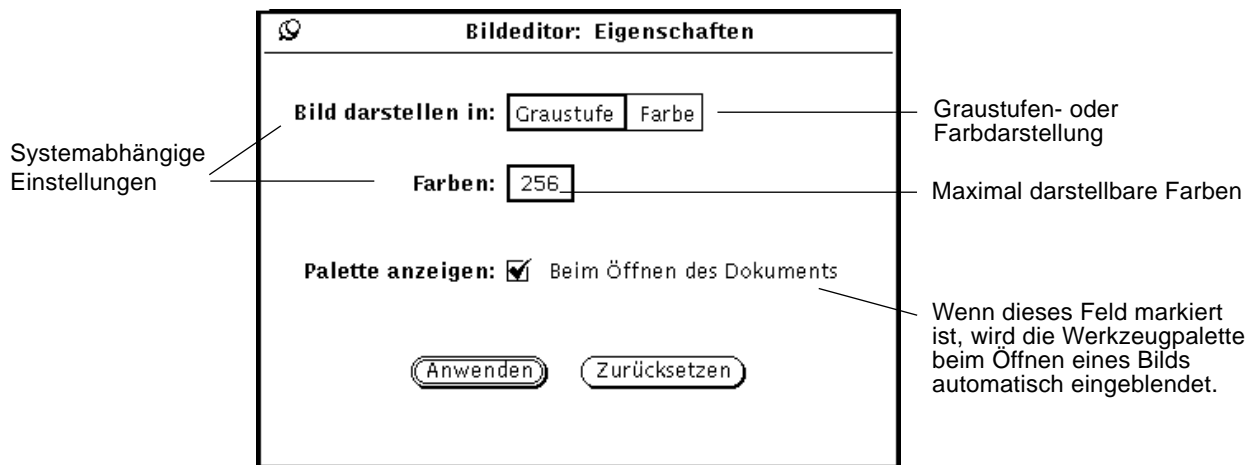 Bildeditor: Eigenschaften
Bild darstellen in: Graustufe Farbe
Graustufen- oder
Farbdarstellung
Systemabhängige
Einstellungen
Farben: 256
Maximal darstellbare Farben
Palette anzeigen: Beim Öffnen des Dokuments
Wenn dieses Feld markiert
ist, wird die Werkzeugpalette
beim Öffnen eines Bilds
automatisch eingeblendet.
Anwenden Zurücksetzen